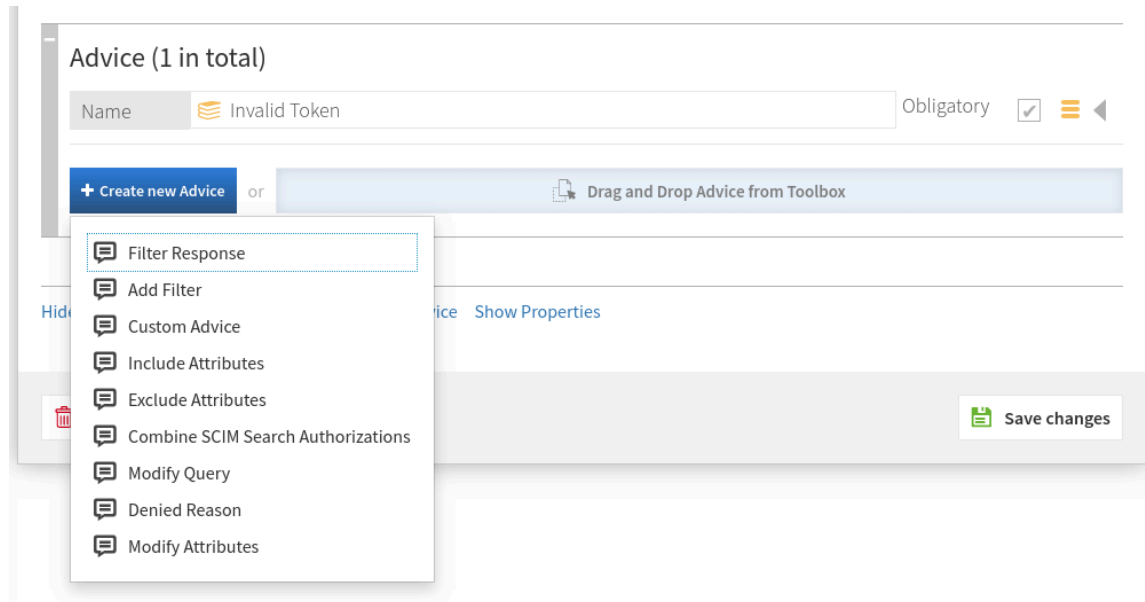 Advice (1 in total)
Name Invalid Token Obligatory
+ Create new Advice or Drag and Drop Advice from Toolbox
Filter Response
Add Filter
Custom Advice
Show Properties
Include Attributes
Exclude Attributes
Combine SCIM Search Authorizations
Save changes
Modify Query
Denied Reason
Modify Attributes